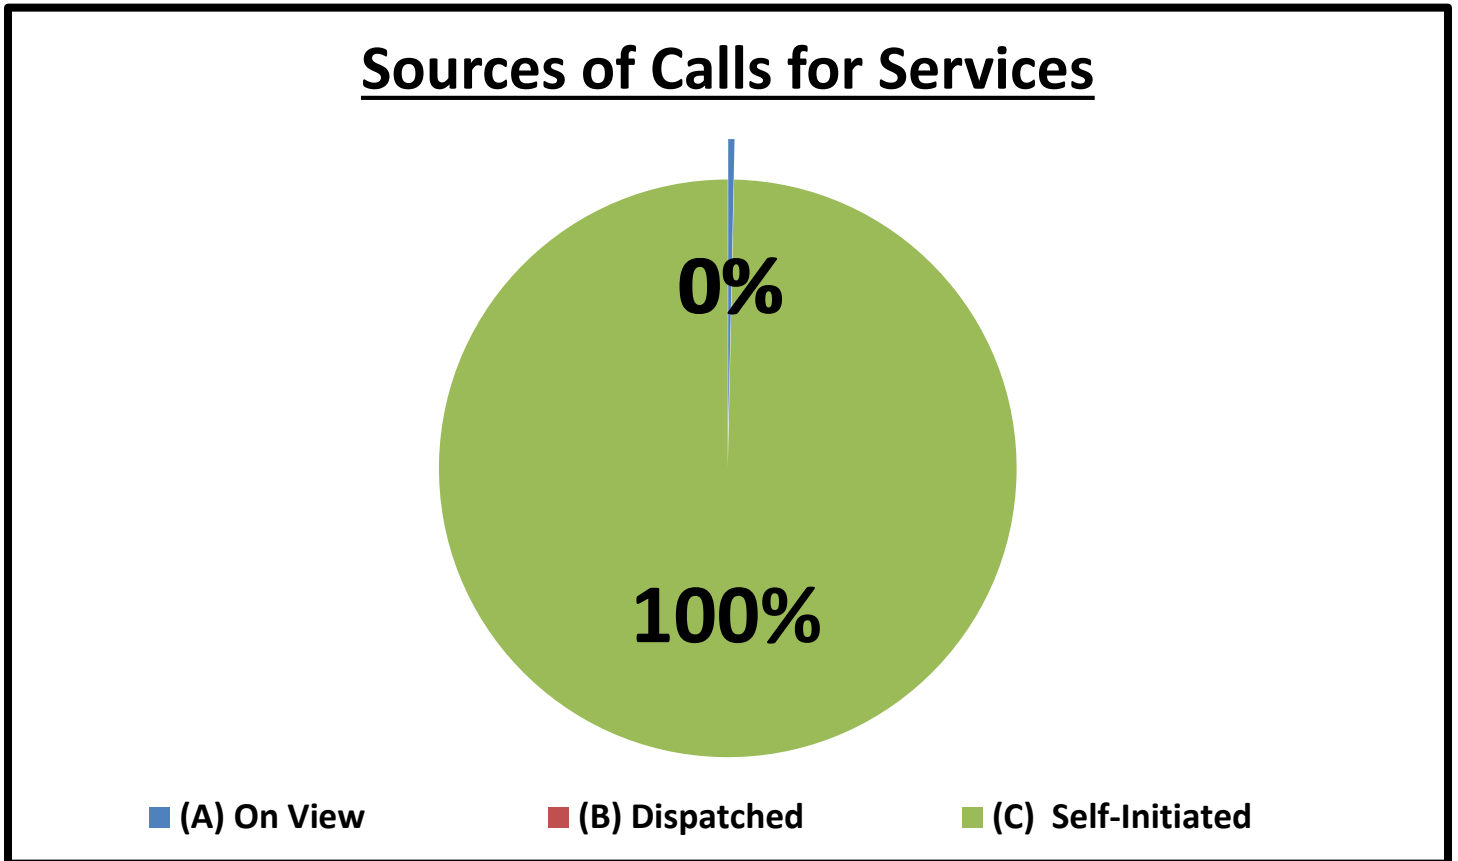 Sources of Calls for Services
0%
100%
(A) On View (B) Dispatched (C) Self-Initiated